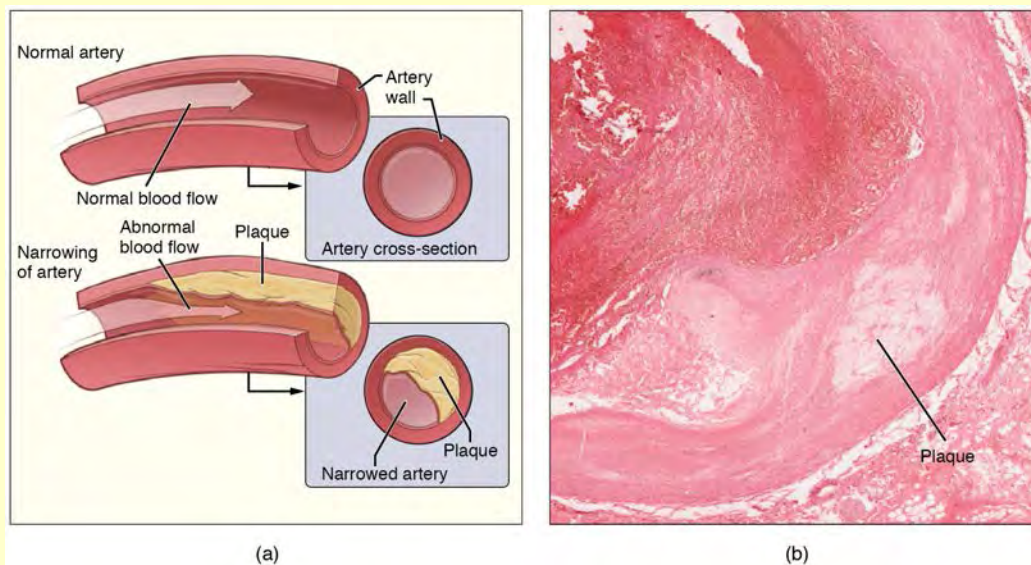 Normal artery
Artery
wall
Normal blood flow
Artery cross-section
Abnormal
blood flow
Plaque
Narrowing
of artery
Plaque
Narrowed artery
Plaque
(a)
(b)